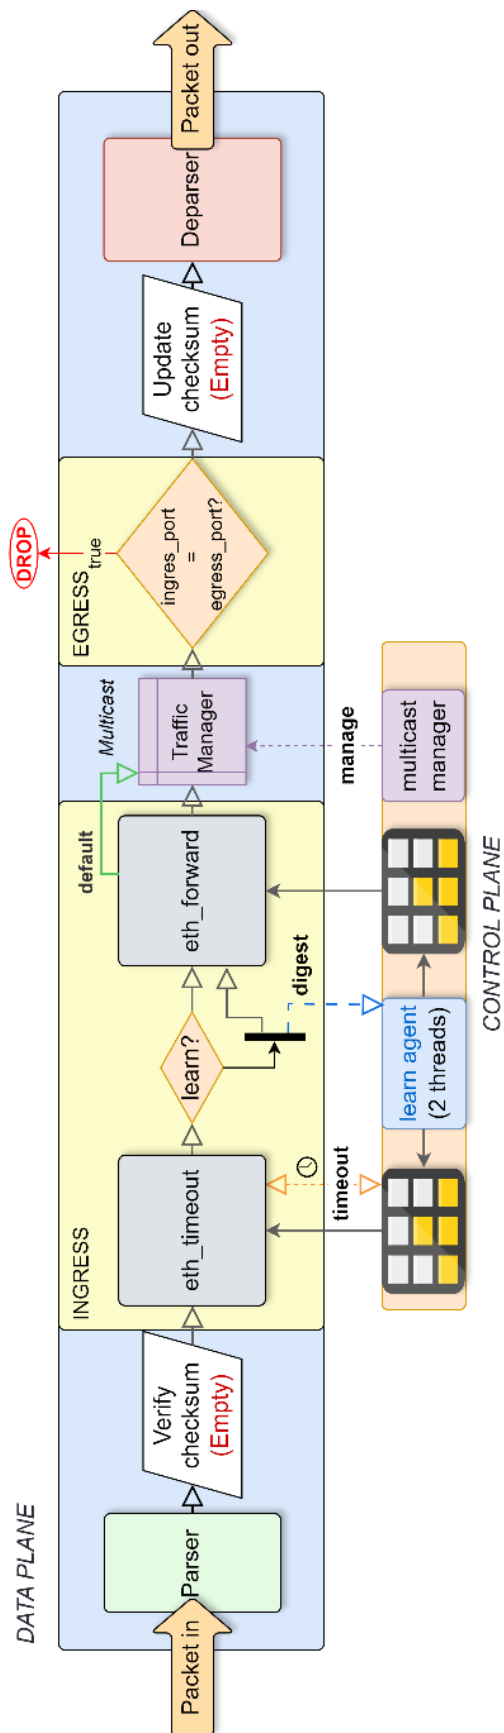 DATA PLANE
Packet in
Parser
Verify
checksum
(Empty)
INGRESS
eth_timeout
learn?
eth_forward
default
digest
timeout
Multicast
Traffic
Manager
manage
EGRESS
true
DROP
ingres_port
=
egress_port?
Update
checksum
(Empty)
Deparser
Packet out
learn agent
(2 threads)
multicast
manager
CONTROL PLANE